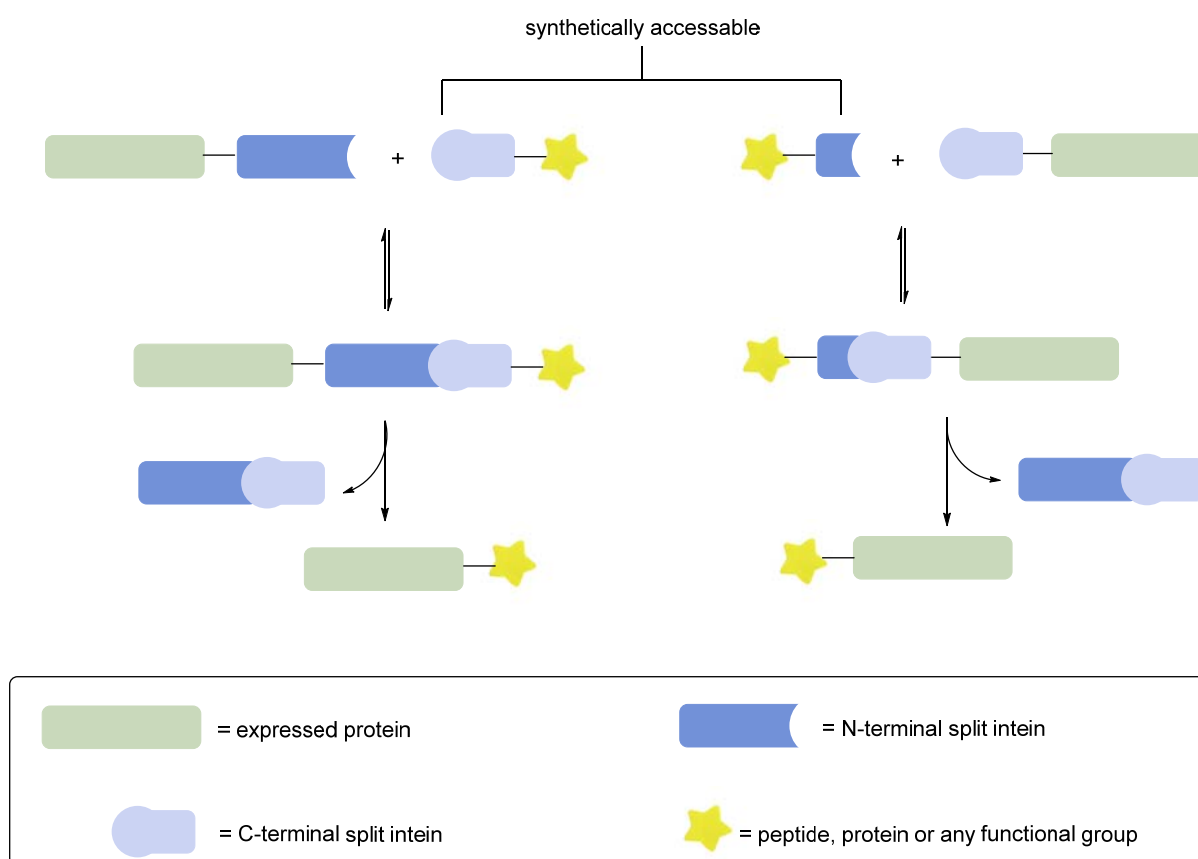 synthetically accessable
+
+
= expressed protein
= N-terminal split intein
= C-terminal split intein
= peptide, protein or any functional group